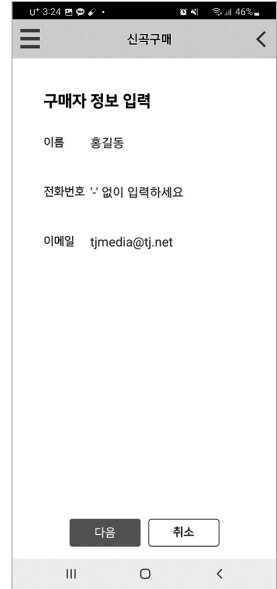 U+ 3:24 46%
신곡구매
구매자 정보 입력
이름 홍길동
전화번호 '-' 없이 입력하세요
이메일 tjmedia@tj.net
다음 취소